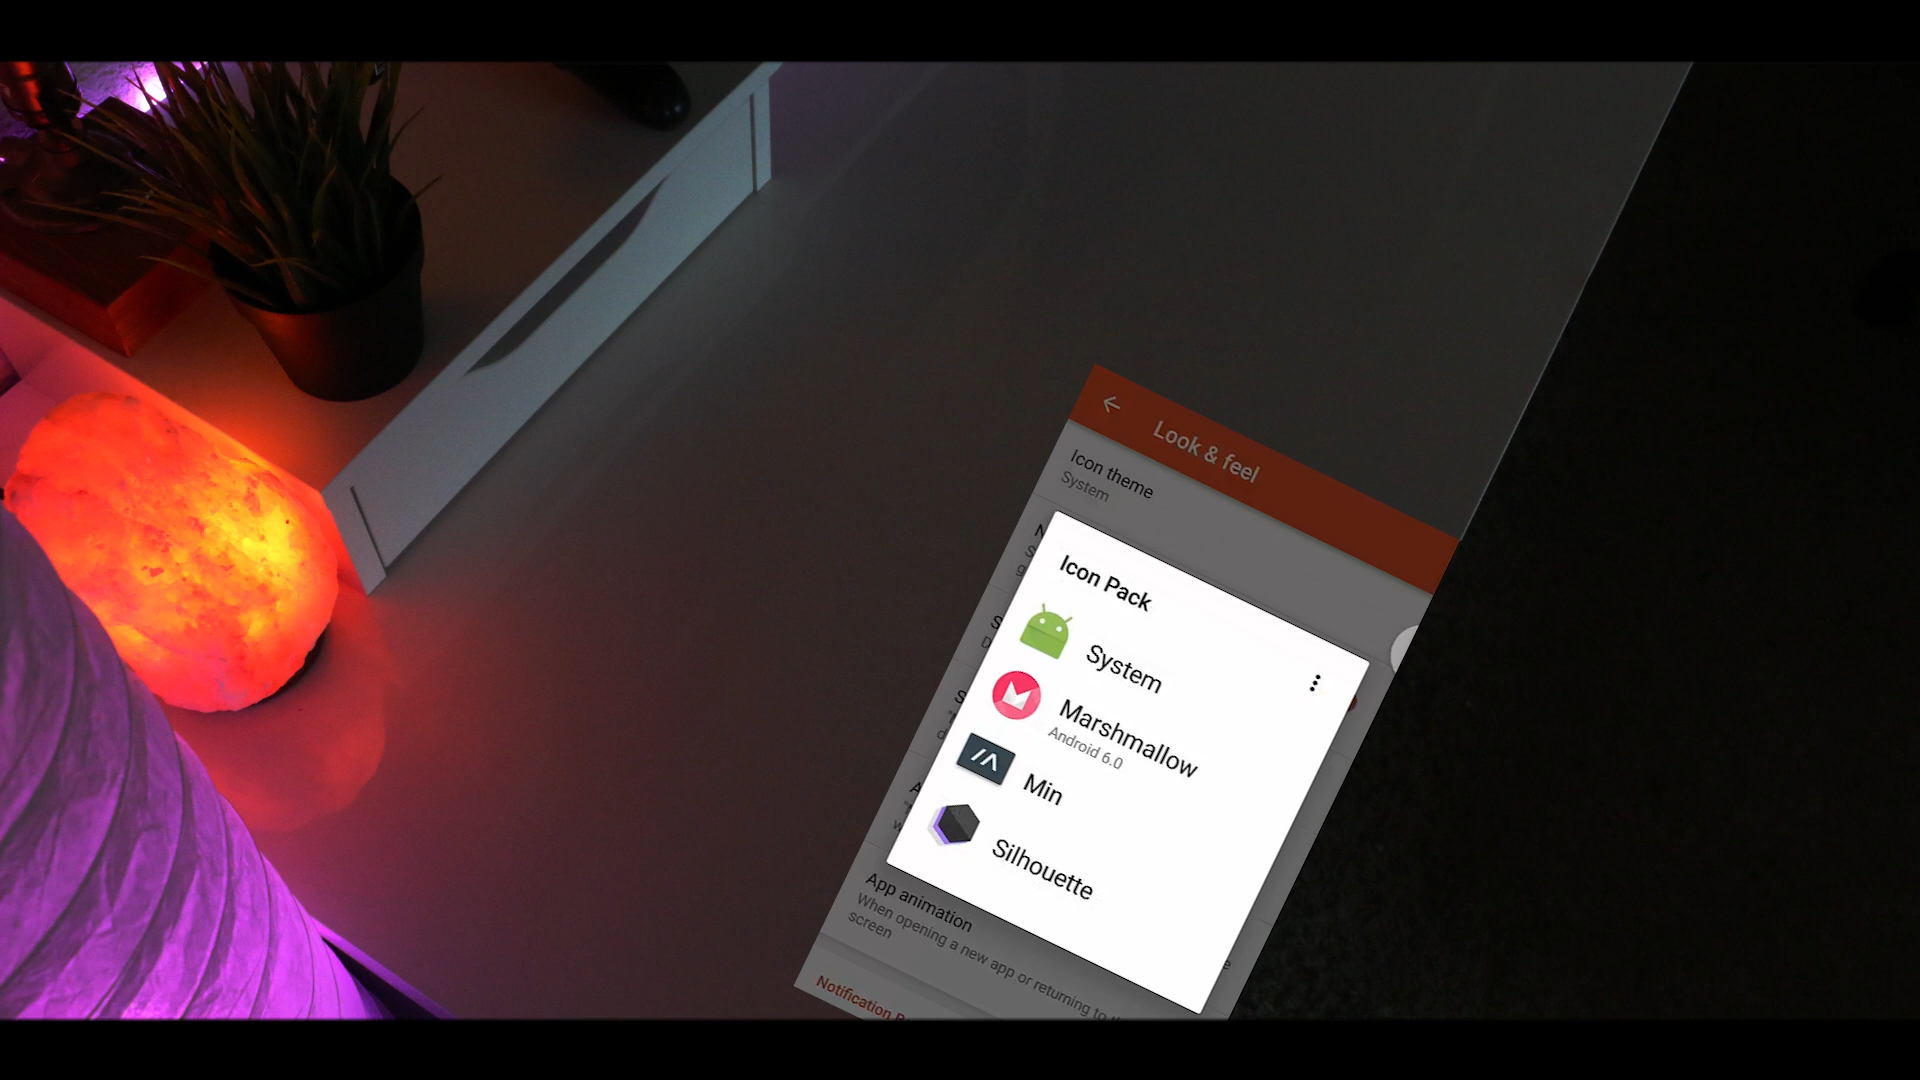 Look & feel
Icon theme
System
Icon Pack
System
Marshmallow
Android 6.0
Min
Silhouette
App animation
When opening a new app or returning to
screen
Notification